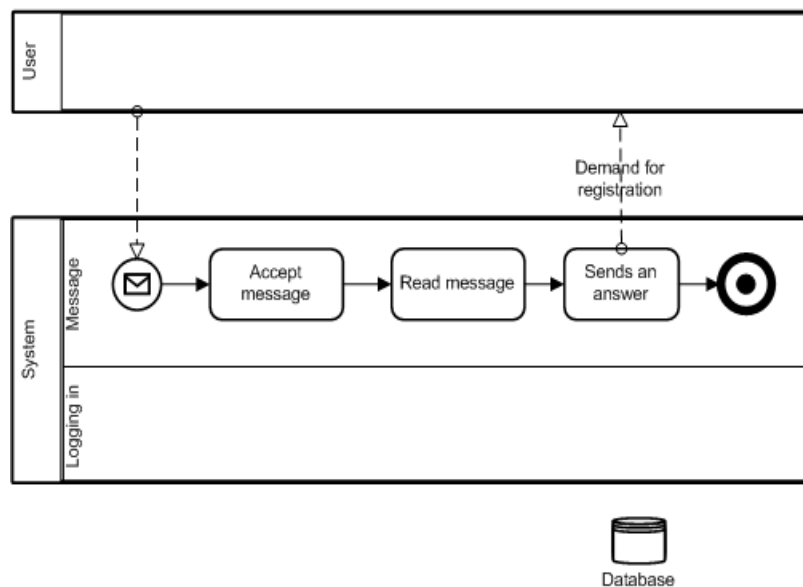 User
Demand for
registration
System
Message
Accept
message
Read message
Sends an
answer
Logging in
Database